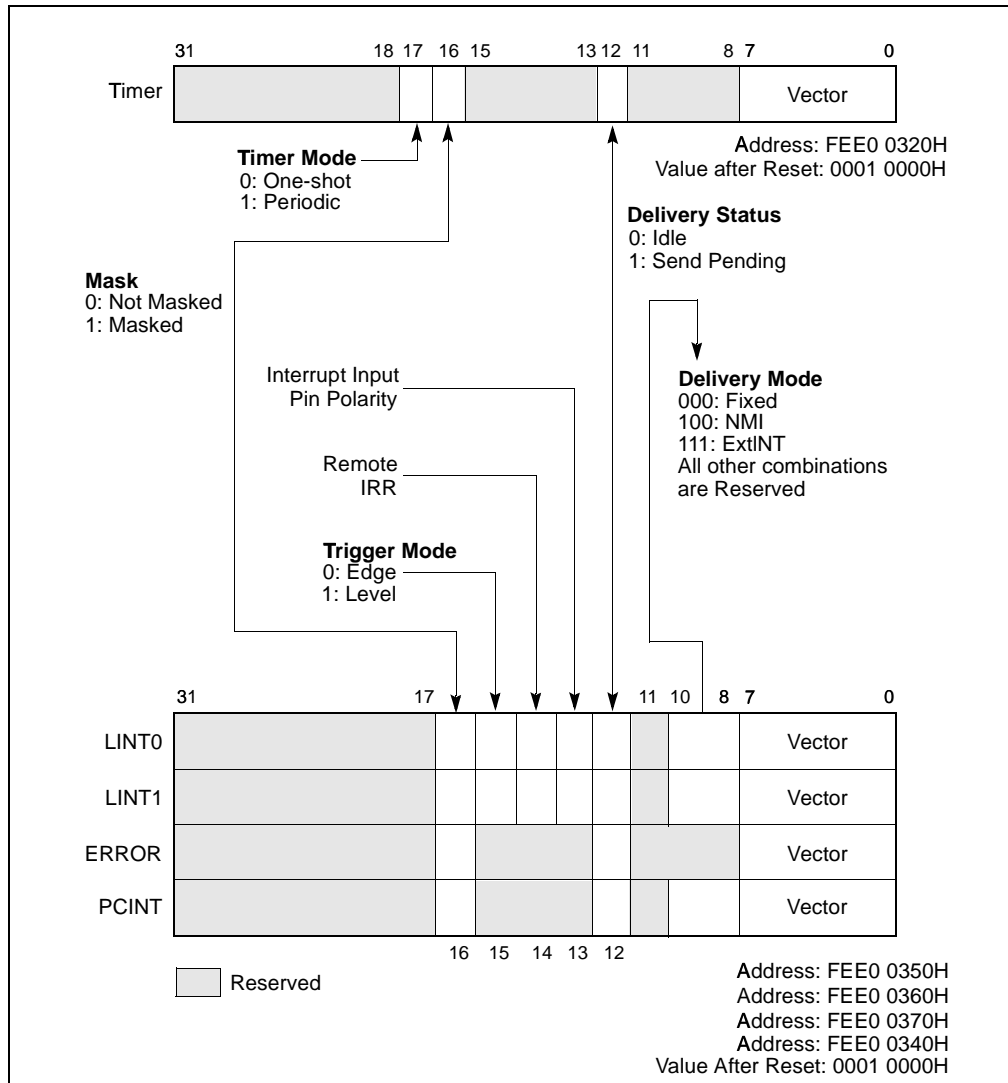 31 18 17 16 15 13 12 11 8 7 0
Timer Vector
Address: FEE0 0320H
Value after Reset: 0001 0000H
Timer Mode
0: One-shot
1: Periodic
Delivery Status
0: Idle
1: Send Pending
Mask
0: Not Masked
1: Masked
Interrupt Input
Pin Polarity
Delivery Mode
000: Fixed
100: NMI
111: ExtlNT
All other combinations
are Reserved
Remote
IRR
Trigger Mode
0: Edge
1: Level
31 17 11 10 8 7 0
LINT0 Vector
LINT1 Vector
ERROR Vector
PCINT Vector
16 15 14 13 12
Reserved
Address: FEE0 0350H
Address: FEE0 0360H
Address: FEE0 0370H
Address: FEE0 0340H
Value After Reset: 0001 0000H